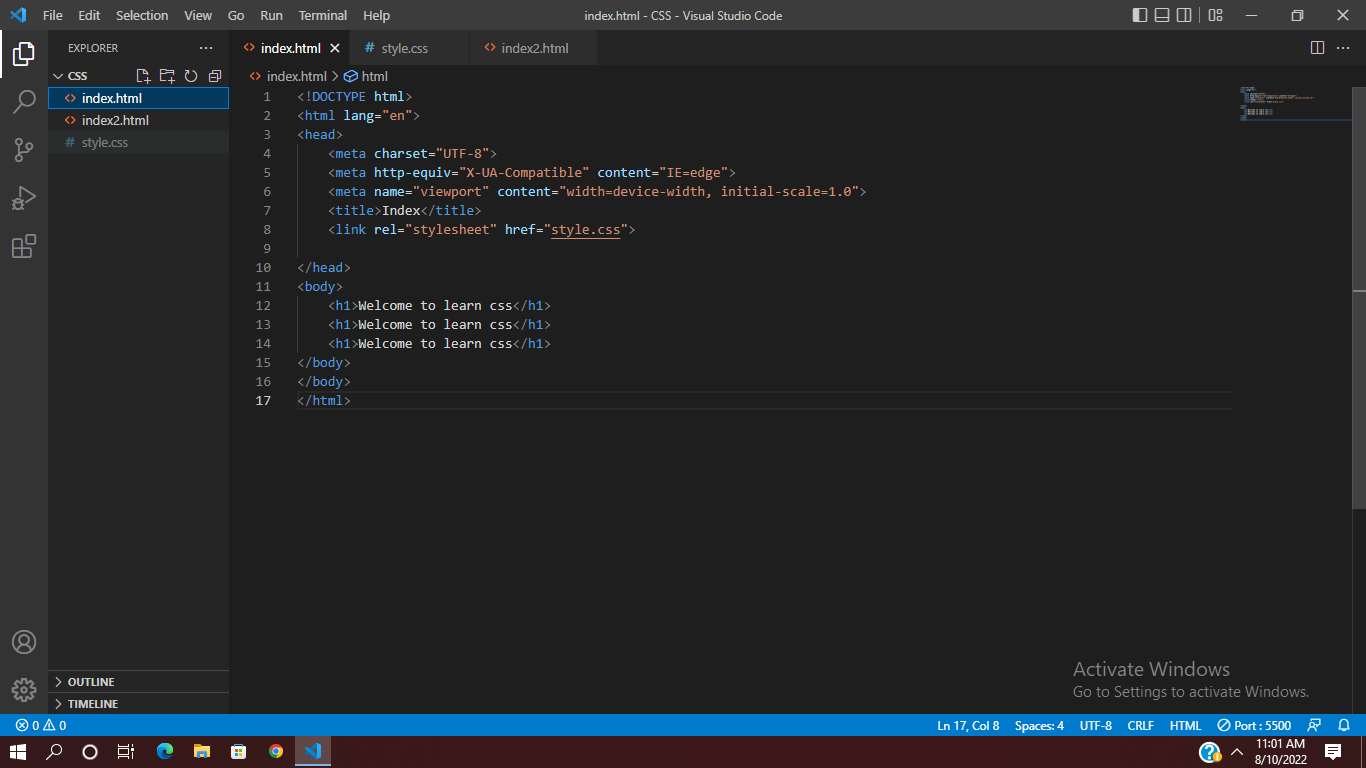 File Edit Selection View Go Run Terminal Help index.html - CSS - Visual Studio Code
EXPLORER
CSS
index.html
index2.html
style.css
OUTLINE
TIMELINE
index.html style.css index2.html
index.html > html
1 <!DOCTYPE html>
2 <html lang="en">
3 <head>
4 <meta charset="UTF-8">
5 <meta http-equiv="X-UA-Compatible" content="IE=edge">
6 <meta name="viewport" content="width=device-width, initial-scale=1.0">
7 <title>Index</title>
8 <link rel="stylesheet" href="style.css">
9
10 </head>
11 <body>
12 <h1>Welcome to learn css</h1>
13 <h1>Welcome to learn css</h1>
14 <h1>Welcome to learn css</h1>
15 </body>
16 </body>
17 </html>
Activate Windows
Go to Settings to activate Windows.
0 0 Ln 17, Col 8 Spaces: 4 UTF-8 CRLF HTML Port : 5500
11:01 AM
8/10/2022